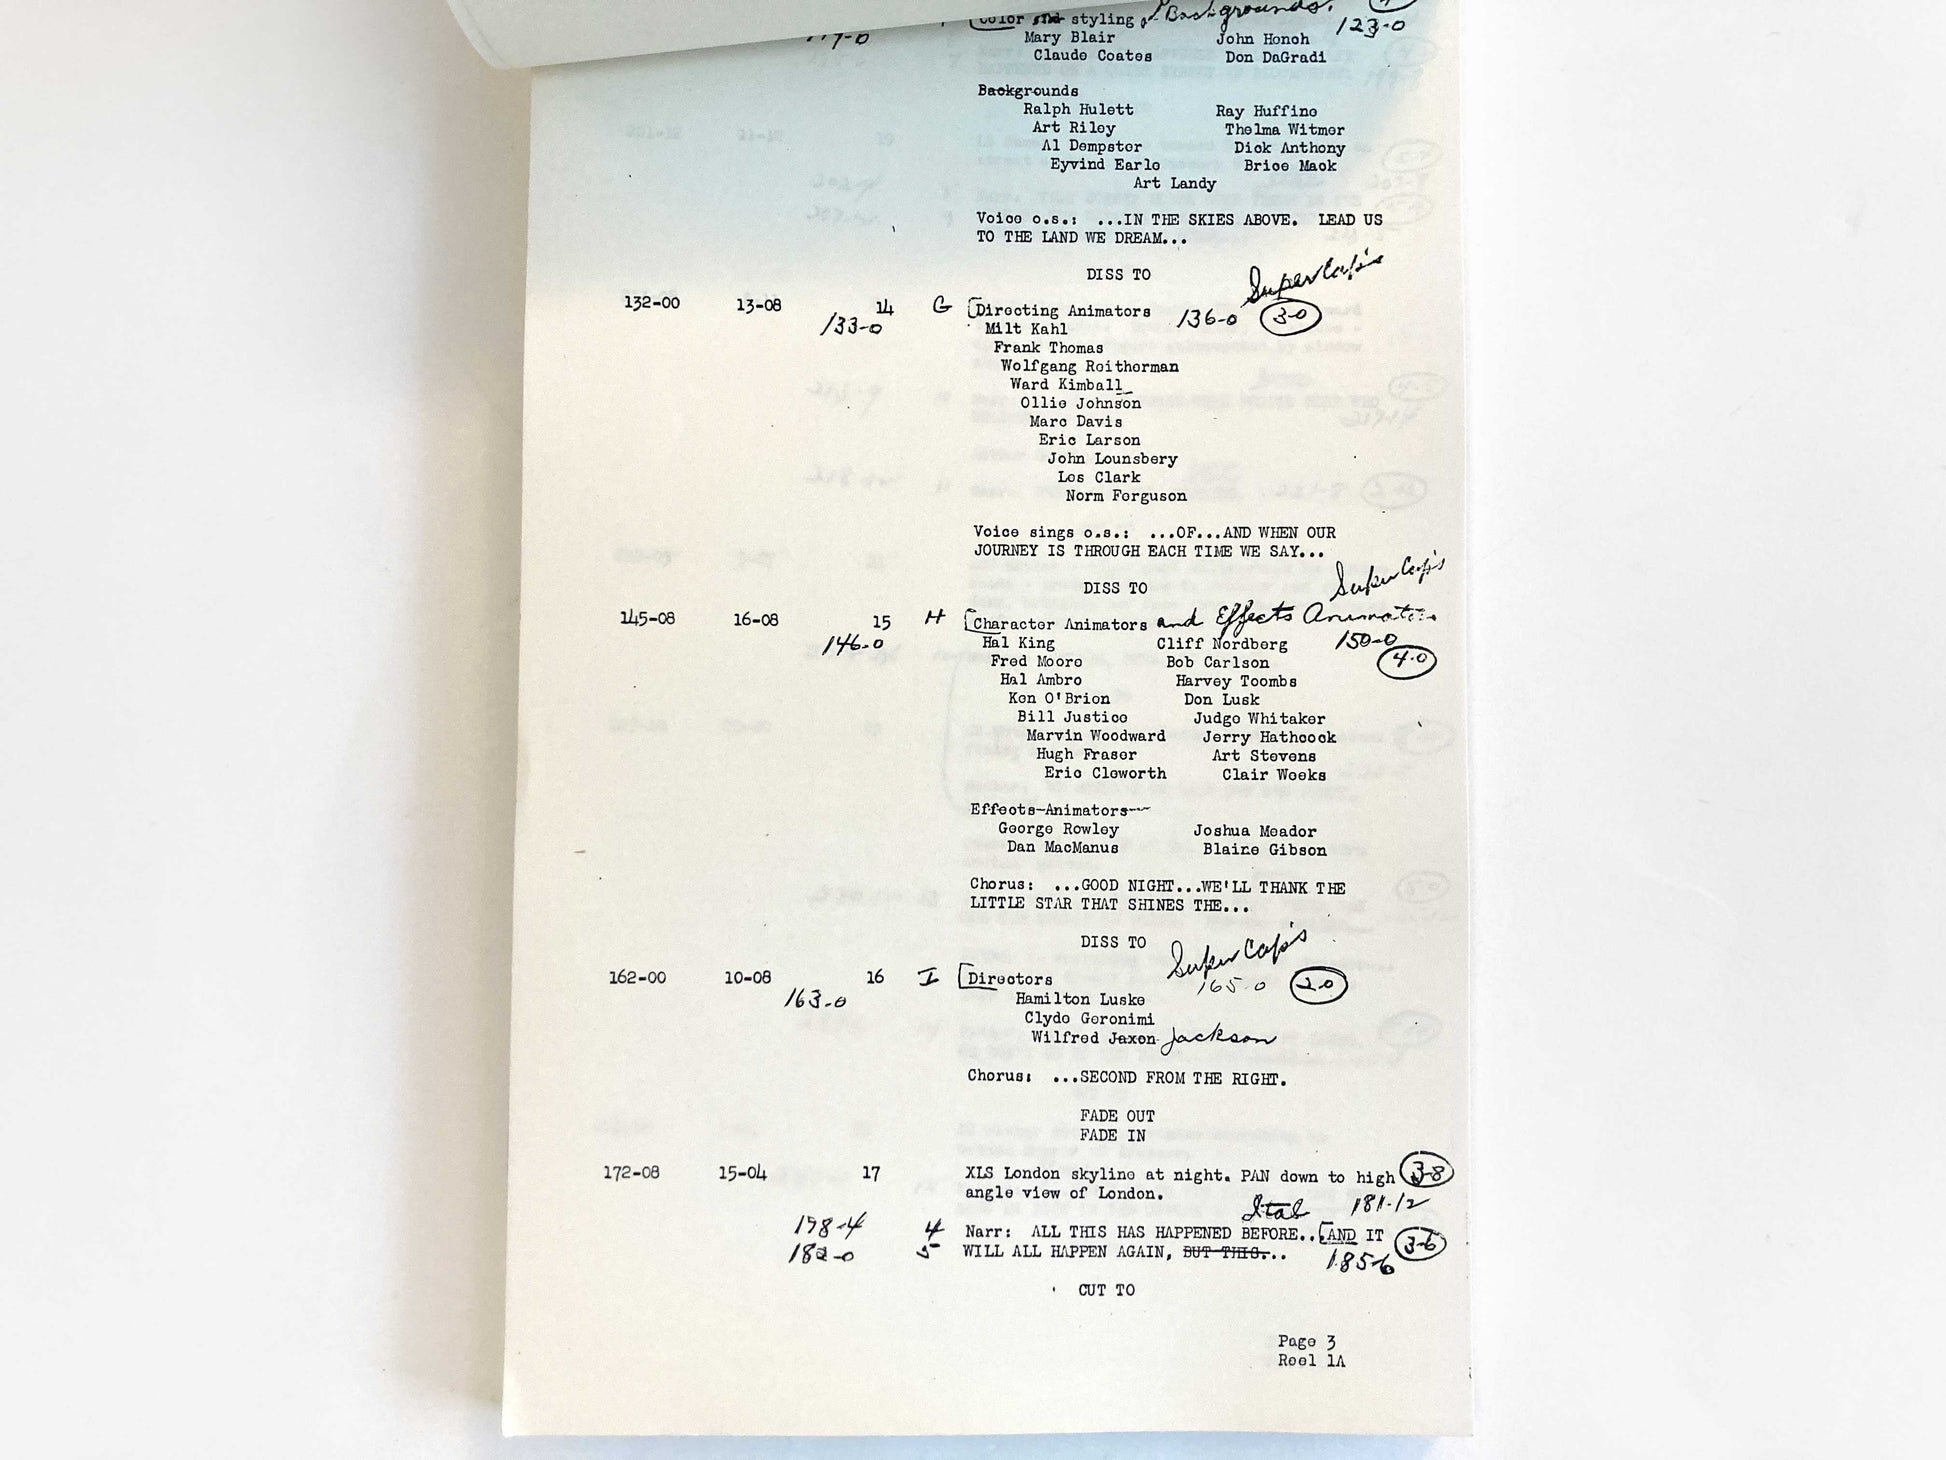 Color and styling & Backgrounds.
117-0 123-0
Mary Blair John Honoh
Claude Coates Don DaGradi
Backgrounds
Ralph Hulett Ray Huffine
Art Riley Thelma Witmer
Al Dempster Dick Anthony
Eyvind Earle Brice Mack
Art Landy
Voice o.s.: ...IN THE SKIES ABOVE. LEAD US
TO THE LAND WE DREAM...
DISS TO
Super Cap's
132-00 13-08 14 G [Directing Animators 136-0 3-0
133-0 Milt Kahl
Frank Thomas
Wolfgang Reitherman
Ward Kimball
Ollie Johnson
Marc Davis
Eric Larson
John Lounsbery
Les Clark
Norm Ferguson
Voice sings o.s.: ...OF...AND WHEN OUR
JOURNEY IS THROUGH EACH TIME WE SAY...
DISS TO
Super Cap's
145-08 16-08 15 H [Character Animators and Effects Animators
146-0 Hal King Cliff Nordberg 150-0
Fred Moore Bob Carlson 4-0
Hal Ambro Harvey Toombs
Ken O'Brien Don Lusk
Bill Justice Judge Whitaker
Marvin Woodward Jerry Hathcock
Hugh Fraser Art Stevens
Eric Cleworth Clair Weeks
Effects Animators
George Rowley Joshua Meador
Dan MacManus Blaine Gibson
Chorus: ...GOOD NIGHT...WE'LL THANK THE
LITTLE STAR THAT SHINES THE...
DISS TO
Super Cap's
162-00 10-08 16 I [Directors 165-0 2-0
163-0 Hamilton Luske
Clyde Geronimi
Wilfred Jaxon Jackson
Chorus: ...SECOND FROM THE RIGHT.
FADE OUT
FADE IN
172-08 15-04 17 XLS London skyline at night. PAN down to high 3-8
angle view of London.
Ital 181-12
178-4 4 Narr: ALL THIS HAS HAPPENED BEFORE..[AND IT 3-6
182-0 5 WILL ALL HAPPEN AGAIN, BUT THIS... 185-6
CUT TO
Page 3
Reel 1A